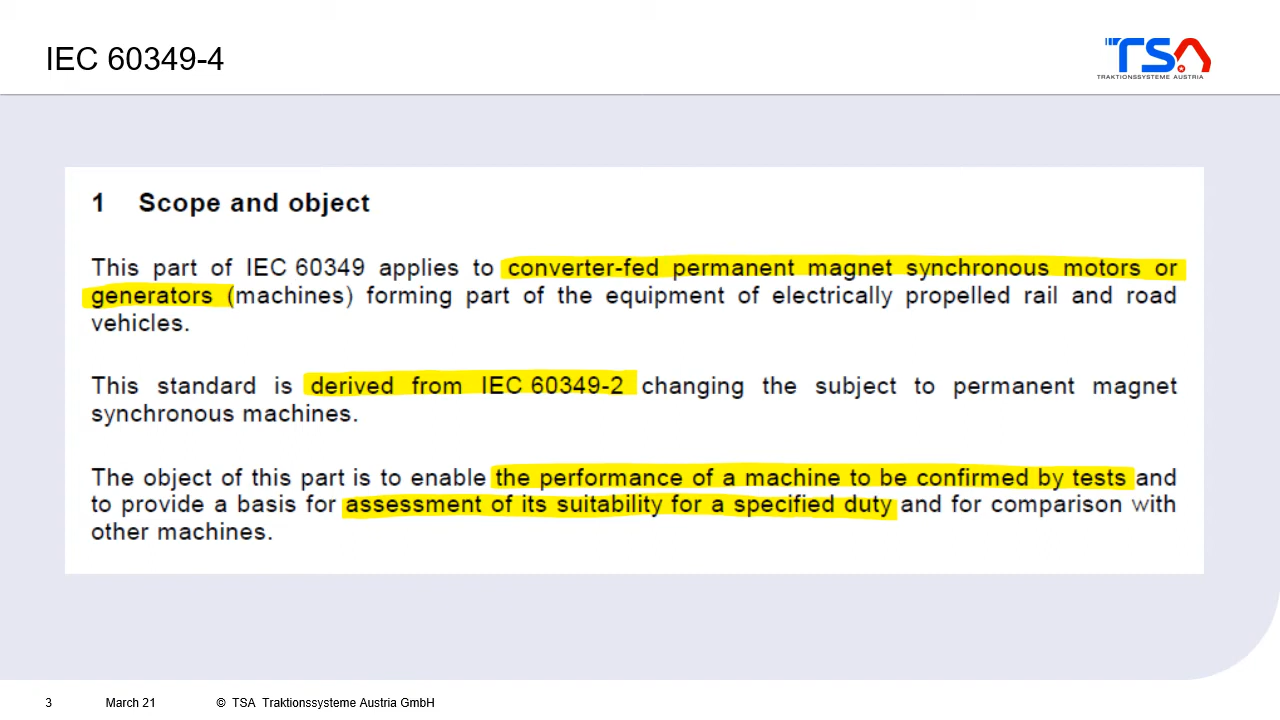 IEC 60349-4
TSA
TRAKTIONSSYSTEME AUSTRIA
1 Scope and object
This part of IEC 60349 applies to converter-fed permanent magnet synchronous motors or
generators (machines) forming part of the equipment of electrically propelled rail and road
vehicles.
This standard is derived from IEC 60349-2 changing the subject to permanent magnet
synchronous machines.
The object of this part is to enable the performance of a machine to be confirmed by tests and
to provide a basis for assessment of its suitability for a specified duty and for comparison with
other machines.
3 March 21 © TSA Traktionssysteme Austria GmbH